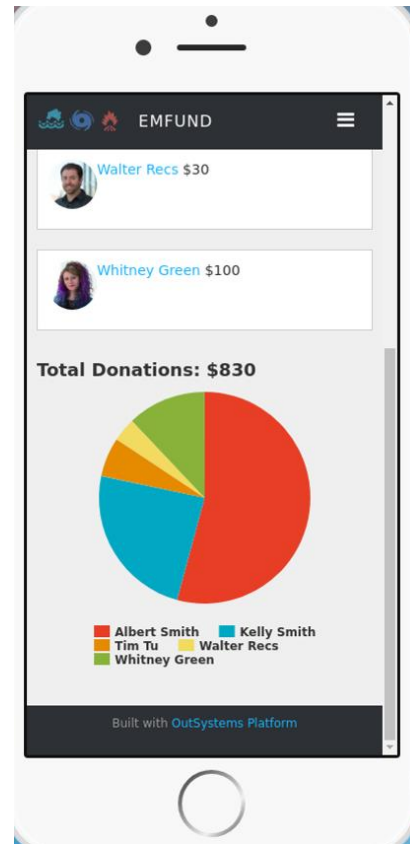 EMFUND
Walter Recs $30
Whitney Green $100
Total Donations: $830
Albert Smith Kelly Smith
Tim Tu Walter Recs
Whitney Green
Built with OutSystems Platform